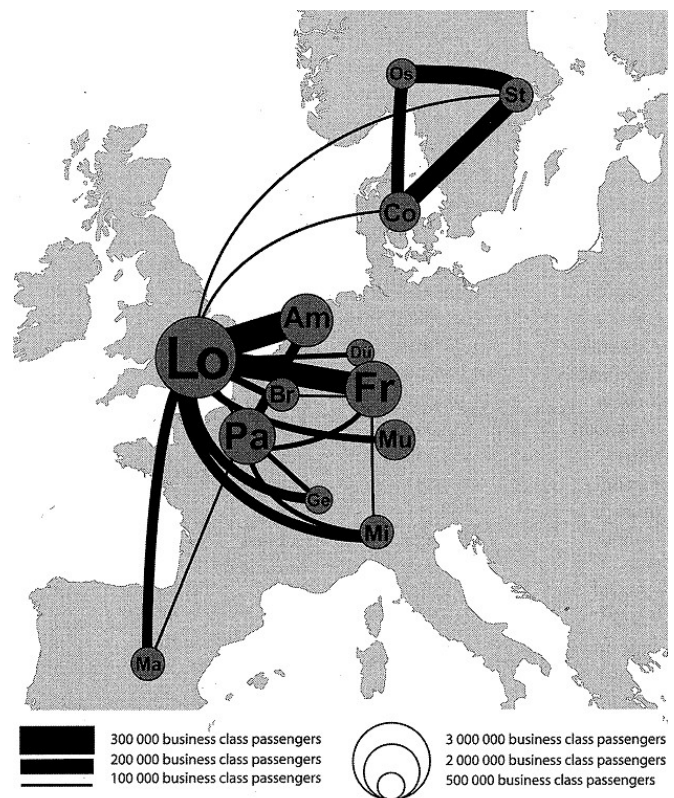 Os
St
Co
Am
Lo
Dü
Fr
Br
Pa
Mu
Ge
Mi
Ma
300 000 business class passengers
200 000 business class passengers
100 000 business class passengers
3 000 000 business class passengers
2 000 000 business class passengers
500 000 business class passengers